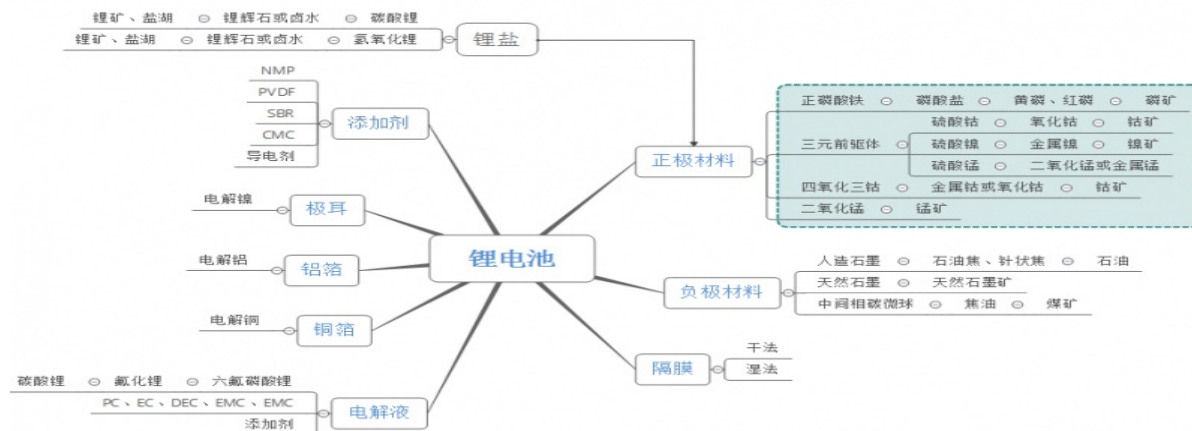 锂矿、盐湖 锂辉石或卤水 碳酸锂
锂矿、盐湖 锂辉石或卤水 氢氧化锂
锂盐
NMP
PVDF
SBR
CMC
导电剂
添加剂
电解镍
极耳
电解铝
铝箔
电解铜
铜箔
碳酸锂 氟化锂 六氟磷酸锂
PC、EC、DEC、EMC、EMC
添加剂
电解液
锂电池
正极材料
正磷酸铁 磷酸盐 黄磷、红磷 磷矿
三元前驱体
硫酸钴 氧化钴 钴矿
硫酸镍 金属镍 镍矿
硫酸锰 二氧化锰或金属锰
四氧化三钴 金属钴或氧化钴 钴矿
二氧化锰 锰矿
负极材料
人造石墨 石油焦、针状焦 石油
天然石墨 天然石墨矿
中间相碳微球 焦油 煤矿
隔膜
干法
湿法